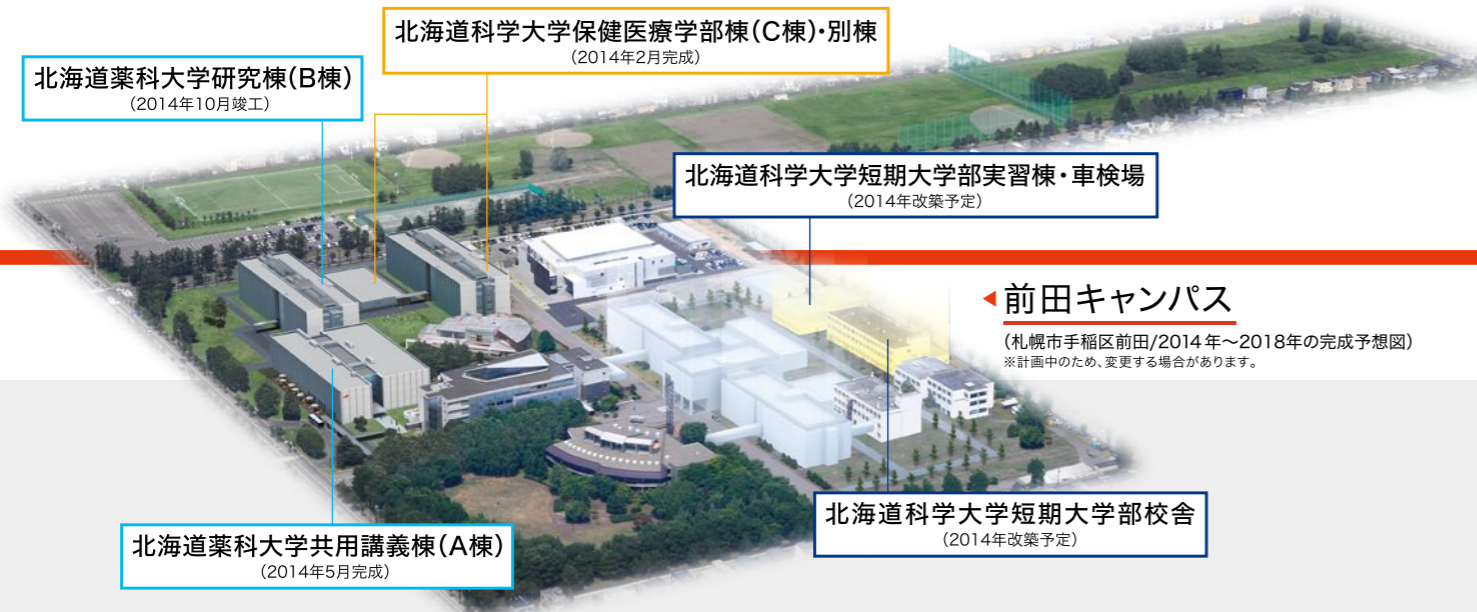 北海道科学大学保健医療学部棟(C棟)・別棟
(2014年2月完成)
北海道薬科大学研究棟(B棟)
(2014年10月竣工)
北海道科学大学短期大学部実習棟・車検場
(2014年改築予定)
前田キャンパス
(札幌市手稲区前田/2014年〜2018年の完成予想図)
※計画中のため、変更する場合があります。
北海道科学大学短期大学部校舎
(2014年改築予定)
北海道薬科大学共用講義棟(A棟)
(2014年5月完成)